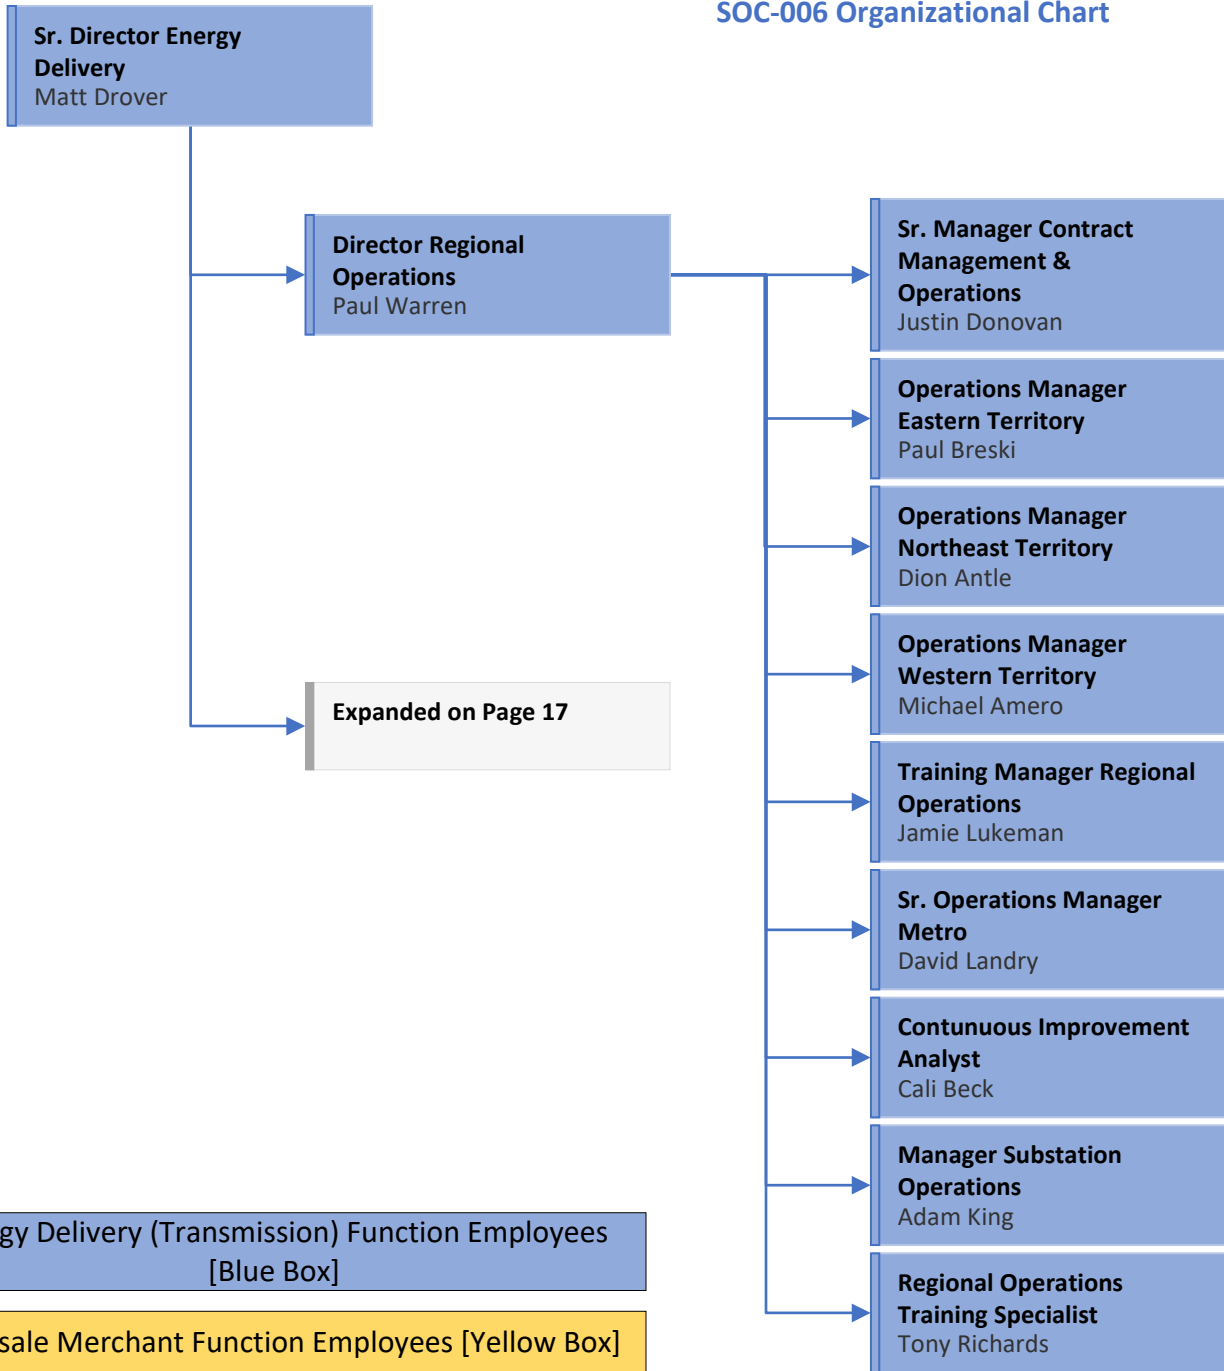 SOC-006 Organizational Chart
Sr. Director Energy
Delivery
Matt Drover
Director Regional
Operations
Paul Warren
Expanded on Page 17
Sr. Manager Contract
Management &
Operations
Justin Donovan
Operations Manager
Eastern Territory
Paul Breski
Operations Manager
Northeast Territory
Dion Antle
Operations Manager
Western Territory
Michael Amero
Training Manager Regional
Operations
Jamie Lukeman
Sr. Operations Manager
Metro
David Landry
Contunuous Improvement
Analyst
Cali Beck
Manager Substation
Operations
Adam King
Regional Operations
Training Specialist
Tony Richards
gy Delivery (Transmission) Function Employees
[Blue Box]
sale Merchant Function Employees [Yellow Box]